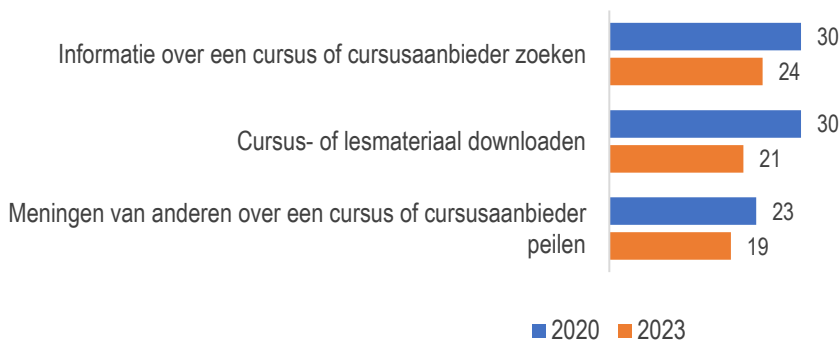 Informatie over een cursus of cursusaanbieder zoeken
30
24
Cursus- of lesmateriaal downloaden
30
21
Meningen van anderen over een cursus of cursusaanbieder
peilen
23
19
2020 2023